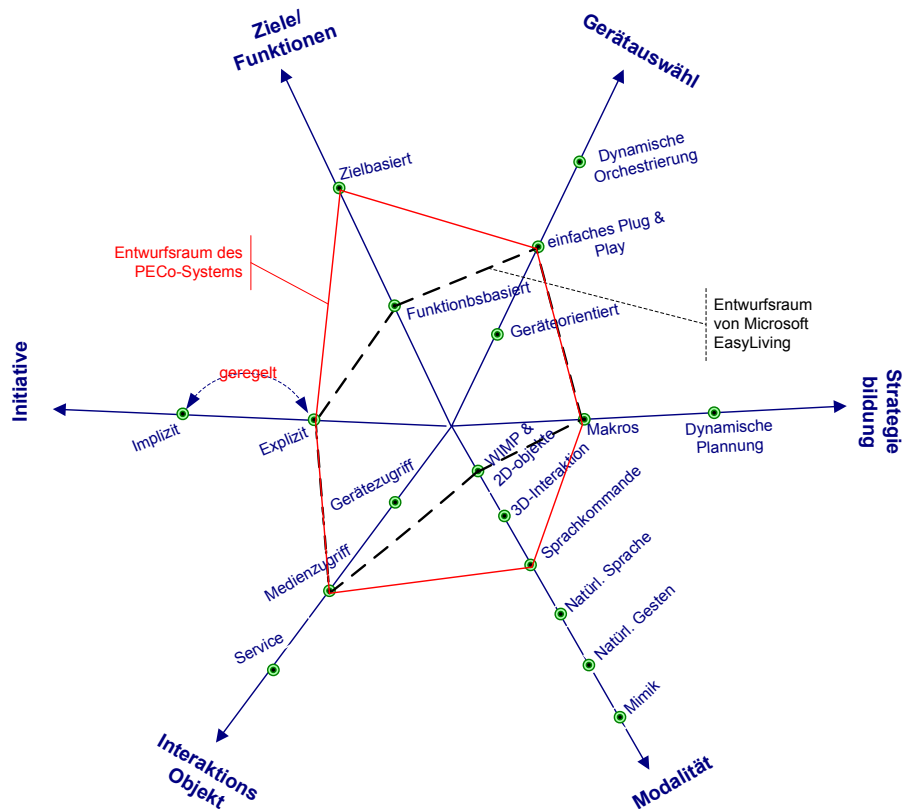 Ziele/
Funktionen
Gerätauswähl
Dynamische
Orchestrierung
Zielbasiert
einfaches Plug &
Play
Entwurfsraum des
PECo-Systems
Funktionbsbasiert
Geräteorientiert
Entwurfsraum
von Microsoft
EasyLiving
Initiative
geregelt
Implizit
Explizit
WIMP &
2D-objekte
Makros
Dynamische
Plannung
Strategie
bildung
Gerätezugriff
3D-Interaktion
Sprachkommande
Medienzugriff
Natürl. Sprache
Natürl. Gesten
Service
Mimik
Interaktions
Objekt
Modalität